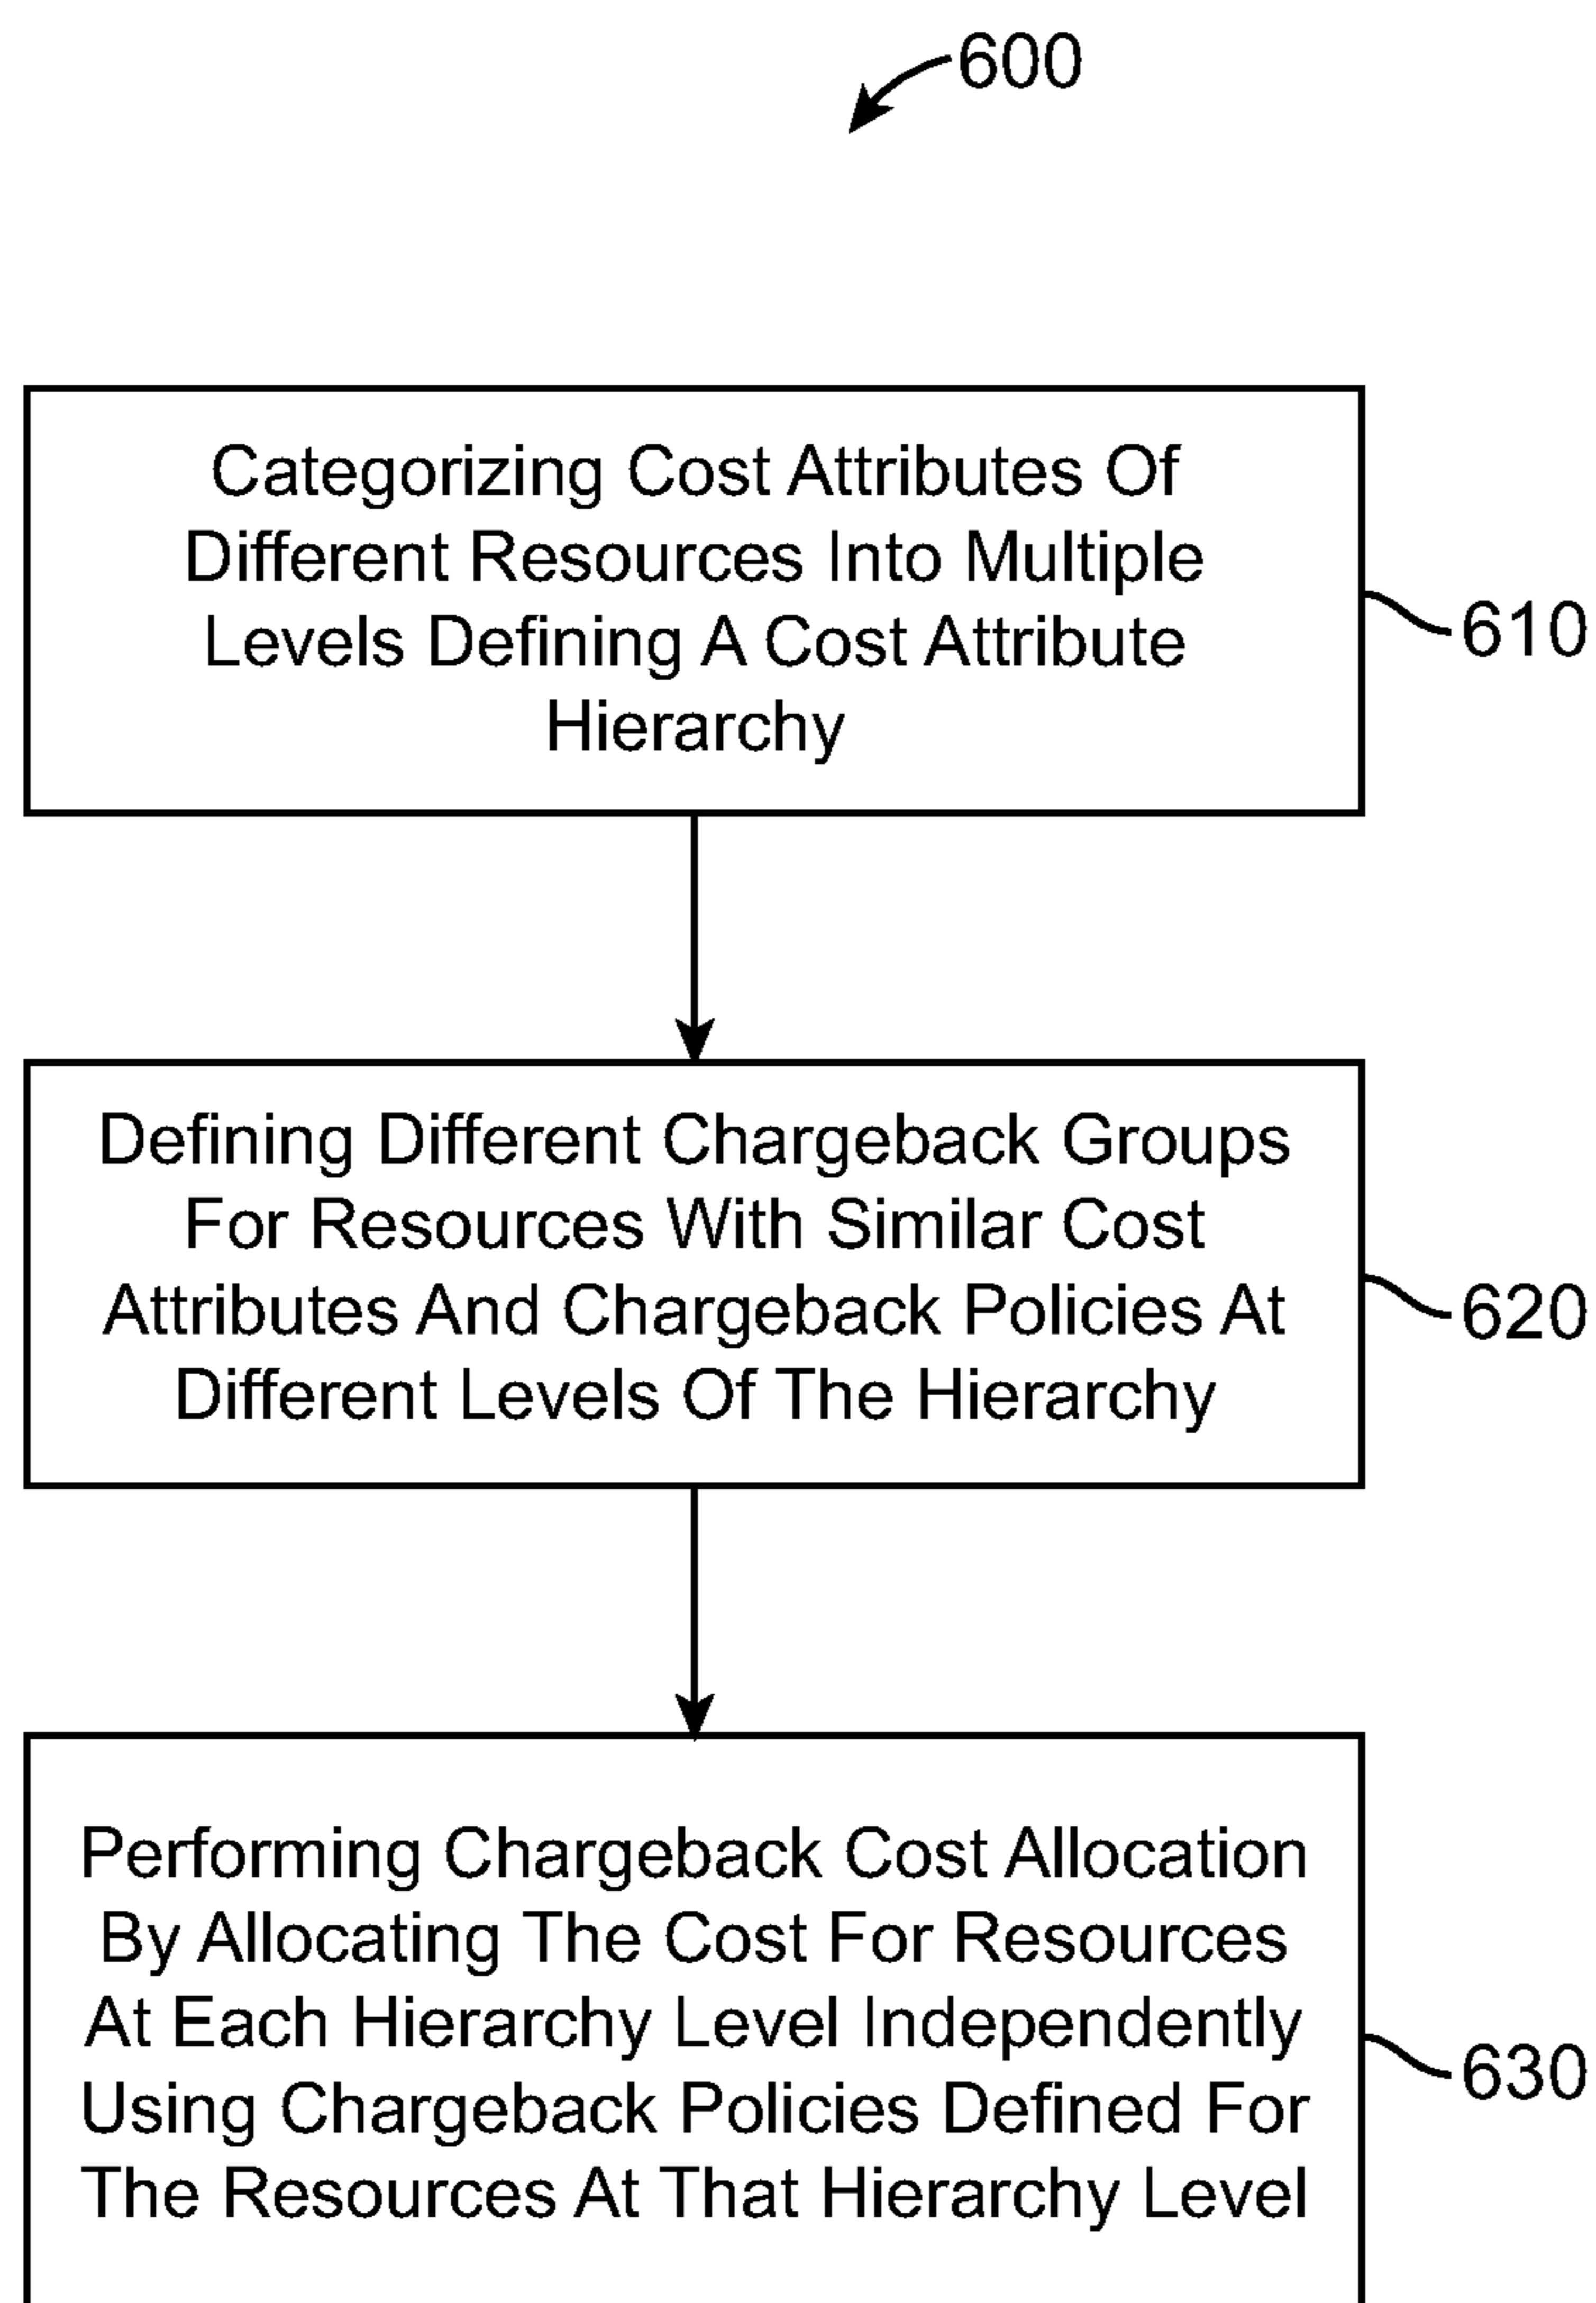 600
Categorizing Cost Attributes Of
Different Resources Into Multiple
Levels Defining A Cost Attribute
Hierarchy
610
Defining Different Chargeback Groups
For Resources With Similar Cost
Attributes And Chargeback Policies At
Different Levels Of The Hierarchy
620
Performing Chargeback Cost Allocation
By Allocating The Cost For Resources
At Each Hierarchy Level Independently
Using Chargeback Policies Defined For
The Resources At That Hierarchy Level
630